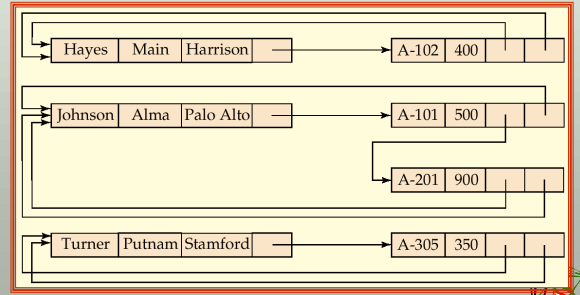 Hayes Main Harrison A-102 400
Johnson Alma Palo Alto A-101 500
A-201 900
Turner Putnam Stamford A-305 350